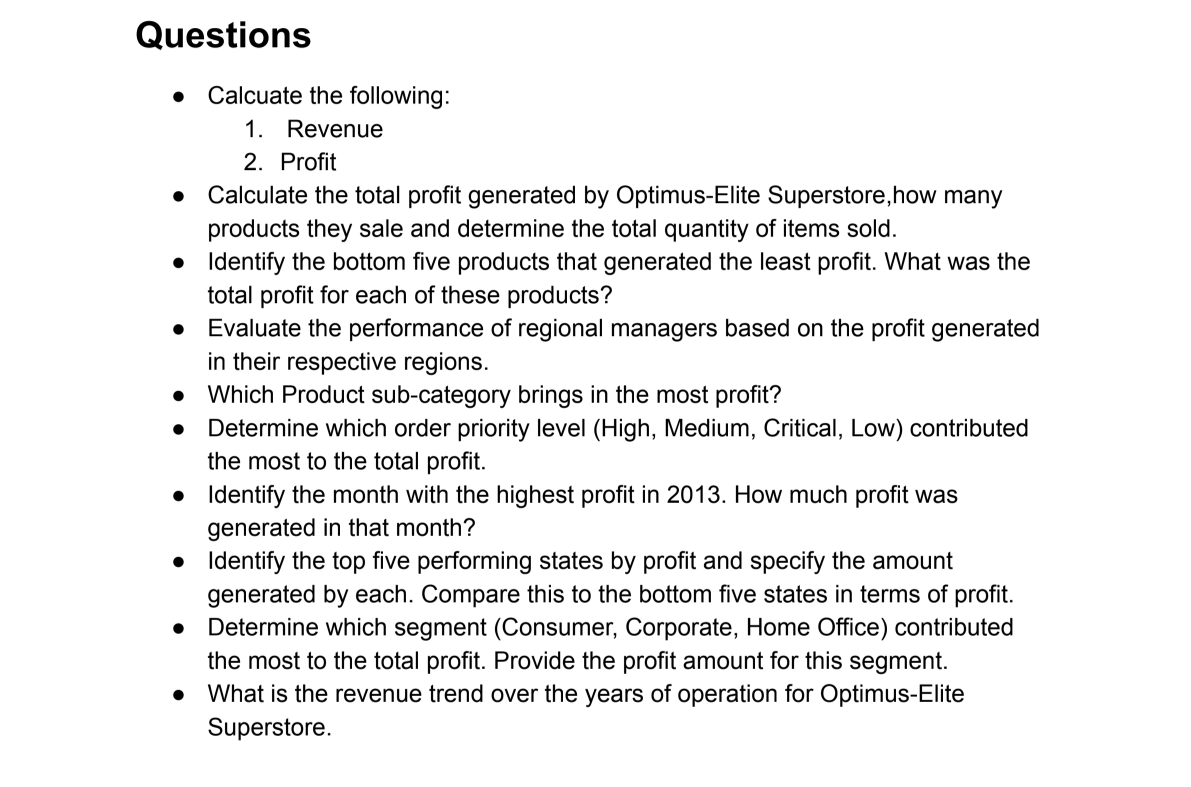 Questions
● Calcuate the following:
1. Revenue
2. Profit
● Calculate the total profit generated by Optimus-Elite Superstore,how many
products they sale and determine the total quantity of items sold.
● Identify the bottom five products that generated the least profit. What was the
total profit for each of these products?
● Evaluate the performance of regional managers based on the profit generated
in their respective regions.
● Which Product sub-category brings in the most profit?
● Determine which order priority level (High, Medium, Critical, Low) contributed
the most to the total profit.
● Identify the month with the highest profit in 2013. How much profit was
generated in that month?
● Identify the top five performing states by profit and specify the amount
generated by each. Compare this to the bottom five states in terms of profit.
● Determine which segment (Consumer, Corporate, Home Office) contributed
the most to the total profit. Provide the profit amount for this segment.
● What is the revenue trend over the years of operation for Optimus-Elite
Superstore.